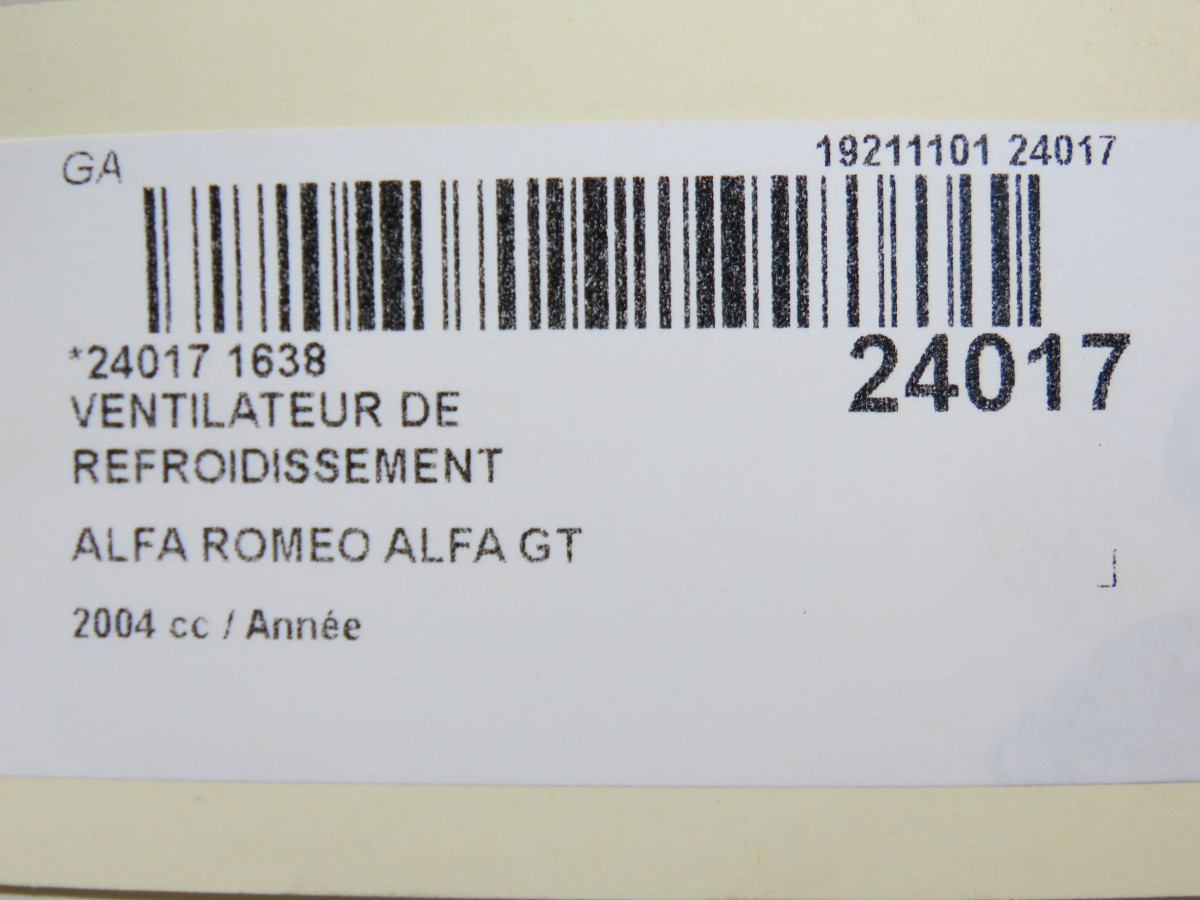 GA
19211101 24017
*24017 1638
24017
VENTILATEUR DE
REFROIDISSEMENT
ALFA ROMEO ALFA GT
2004 cc / Année